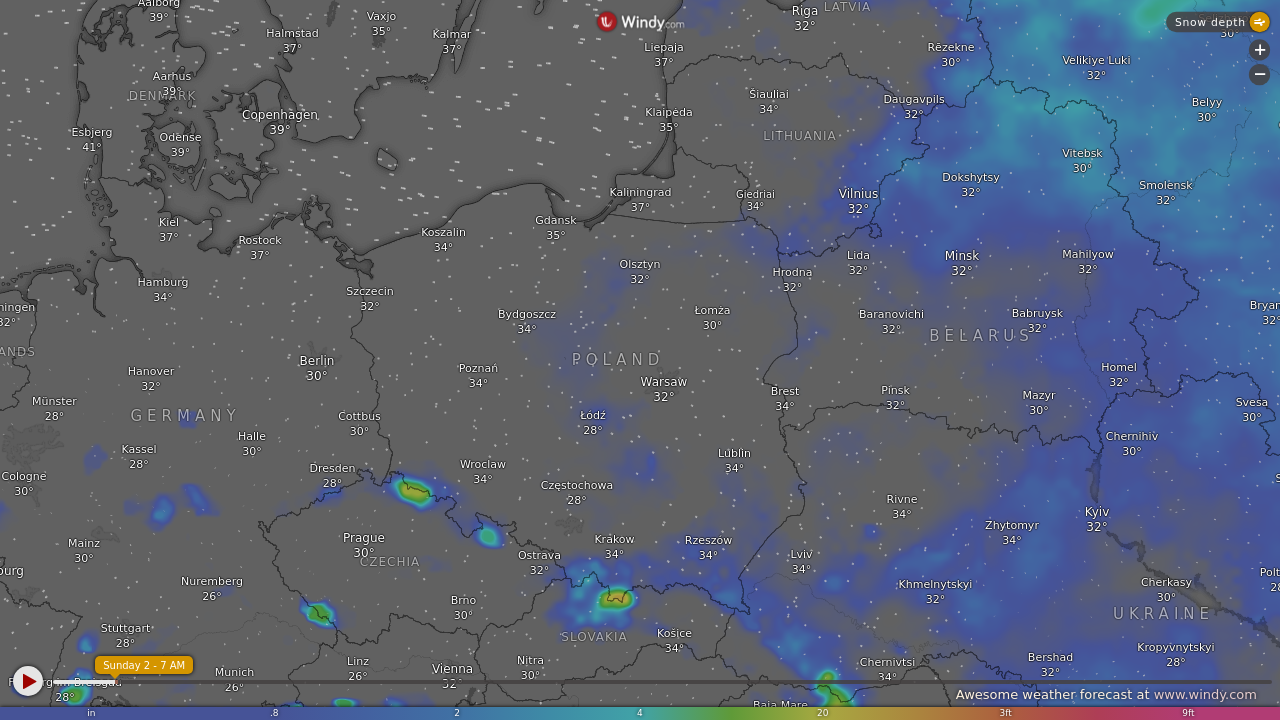 Aalborg
39°
Vaxjo
35°
Riga
32°
LATVIA
Windy.com
Snow depth
30°
Halmstad
37°
Kalmar
37°
Liepaja
37°
Rēzekne
30°
Velikiye Luki
32°
+
−
Aarhus
39°
DENMARK
Šiauliai
34°
Daugavpils
32°
Belyy
30°
Copenhagen
39°
Klaipėda
35°
LITHUANIA
Esbjerg
41°
Odense
39°
Vitebsk
30°
Dokshytsy
32°
Smolensk
32°
Kaliningrad
37°
Giedriai
34°
Vilnius
32°
Kiel
37°
Rostock
37°
Koszalin
34°
Gdansk
35°
Olsztyn
32°
Hrodna
32°
Lida
32°
Minsk
32°
Mahilyow
32°
Hamburg
34°
Szczecin
32°
ningen
32°
Bydgoszcz
34°
Łomża
30°
Baranovichi
32°
Babruysk
32°
Bryan
32°
BELARUS
ANDS
Hanover
32°
Berlin
30°
POLAND
Poznań
34°
Warsaw
32°
Homel
32°
Münster
28°
GERMANY
Cottbus
30°
Łódź
28°
Brest
34°
Pinsk
32°
Mazyr
30°
Svesa
30°
Kassel
28°
Halle
30°
Chernihiv
30°
Cologne
30°
Dresden
28°
Wroclaw
34°
Lublin
34°
Częstochowa
28°
Rivne
34°
Kyiv
32°
Zhytomyr
34°
Mainz
30°
Prague
30°
CZECHIA
Ostrava
32°
Krakow
34°
Rzeszow
34°
Lviv
34°
burg
Nuremberg
26°
Brno
30°
Khmelnytskyi
32°
Cherkasy
30°
Polt
28
UKRAINE
Stuttgart
28°
SLOVAKIA
Košice
34°
Kropyvnytskyi
28°
Sunday 2 - 7 AM
Munich
26°
Linz
26°
Vienna
32°
Nitra
30°
Chernivtsi
34°
Bershad
32°
28°
Baia Mare
Awesome weather forecast at www.windy.com
in .8 2 4 20 3ft 9ft